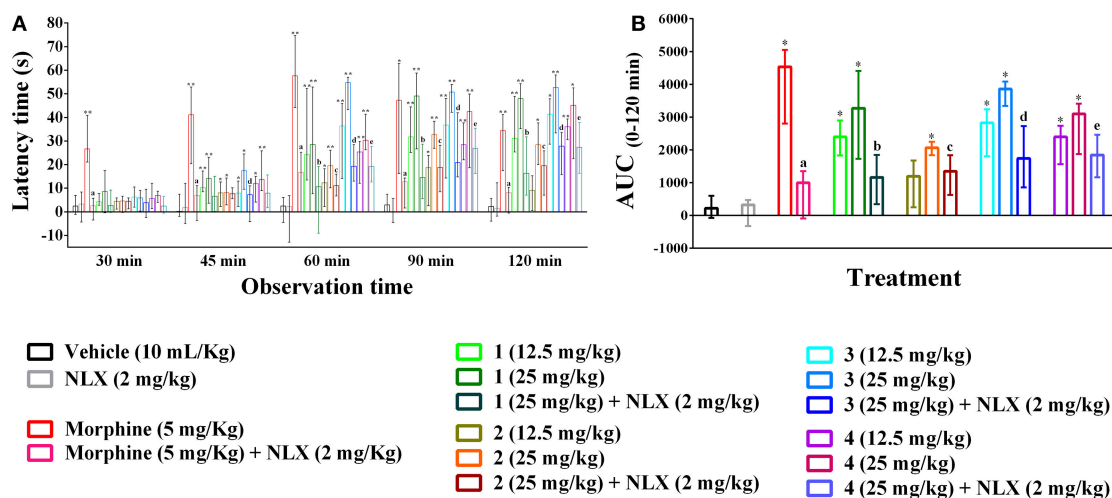 A
Latency time (s)
80
70
60
50
40
30
20
10
0
-10
30 min
45 min
60 min
90 min
120 min
Observation time
** a
** a ** ** * * * d * *
** a ** ** b * * c ** ** d ** **
* a ** ** b * ** * ** ** d ** * e
** a ** ** * ** * ** ** d ** * e
B
AUC (0-120 min)
6000
5000
4000
3000
2000
1000
0
-1000
* a * * b * c * * d * * e
Treatment
Vehicle (10 mL/Kg)
NLX (2 mg/kg)
Morphine (5 mg/Kg)
Morphine (5 mg/Kg) + NLX (2 mg/Kg)
1 (12.5 mg/kg)
1 (25 mg/kg)
1 (25 mg/kg) + NLX (2 mg/kg)
2 (12.5 mg/kg)
2 (25 mg/kg)
2 (25 mg/kg) + NLX (2 mg/kg)
3 (12.5 mg/kg)
3 (25 mg/kg)
3 (25 mg/kg) + NLX (2 mg/kg)
4 (12.5 mg/kg)
4 (25 mg/kg)
4 (25 mg/kg) + NLX (2 mg/kg)